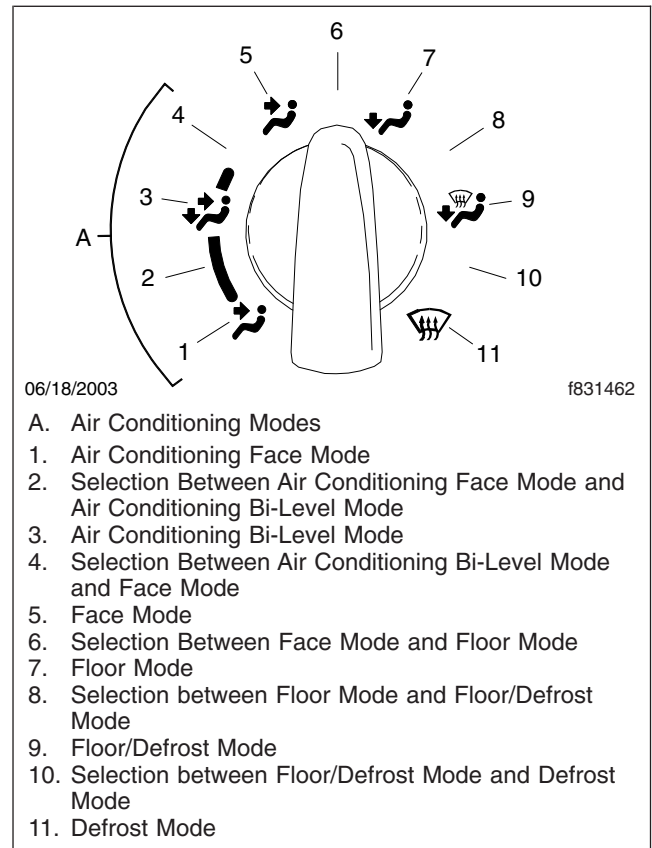 6
5
7
4
8
3
9
A
2
10
1
11
06/18/2003
f831462
A. Air Conditioning Modes
1. Air Conditioning Face Mode
2. Selection Between Air Conditioning Face Mode and
Air Conditioning Bi-Level Mode
3. Air Conditioning Bi-Level Mode
4. Selection Between Air Conditioning Bi-Level Mode
and Face Mode
5. Face Mode
6. Selection Between Face Mode and Floor Mode
7. Floor Mode
8. Selection between Floor Mode and Floor/Defrost
Mode
9. Floor/Defrost Mode
10. Selection between Floor/Defrost Mode and Defrost
Mode
11. Defrost Mode